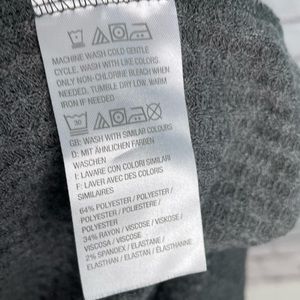 MACHINE WASH COLD GENTLE
CYCLE. WASH WITH LIKE COLORS.
ONLY NON-CHLORINE BLEACH WHEN
NEEDED. TUMBLE DRY LOW. WARM
IRON IF NEEDED
30
GB: WASH WITH SIMILAR COLOURS
D: MIT ÄHNLICHEN FARBEN
WASCHEN
I: LAVARE CON COLORI SIMILARI
F: LAVER AVEC DES COLORIS
SIMILAIRES
64% POLYESTER / POLYESTER /
POLYESTER / POLIESTERE /
POLYESTER
34% RAYON / VISCOSE / VISKOSE /
VISCOSA / VISCOSE
2% SPANDEX / ELASTANE /
ELASTHAN / ELASTAN / ÉLASTHANNE